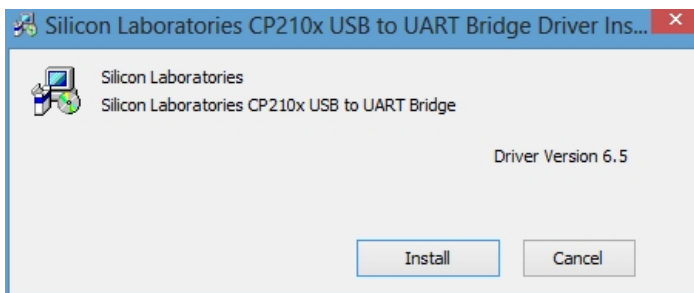 Silicon Laboratories CP210x USB to UART Bridge Driver Ins...
Silicon Laboratories
Silicon Laboratories CP210x USB to UART Bridge
Driver Version 6.5
Install
Cancel